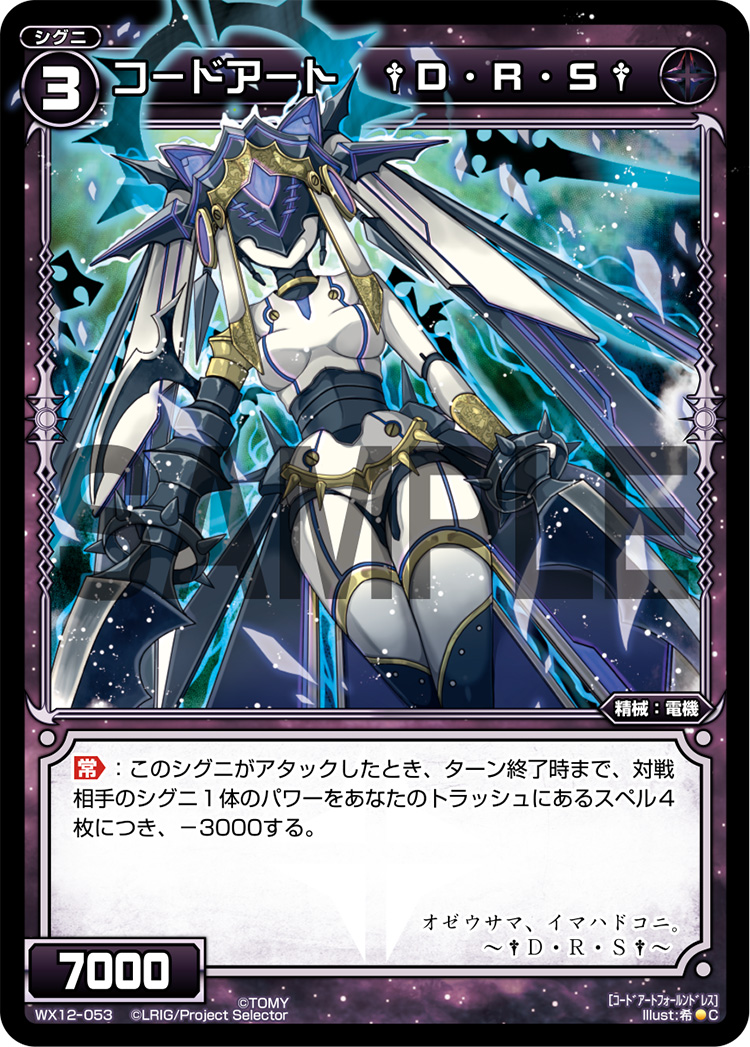 シグニ
3
コードアート †D・R・S†
SAMPLE
精械：電機
常：このシグニがアタックしたとき、ターン終了時まで、対戦
相手のシグニ１体のパワーをあなたのトラッシュにあるスペル４
枚につき、－3000する。
オゼウサマ、イマハドコニ。
～†D・R・S†～
7000
[コードアートフォールンドレス]
©TOMY
WX12-053 ©LRIG/Project Selector
Illust:希 C